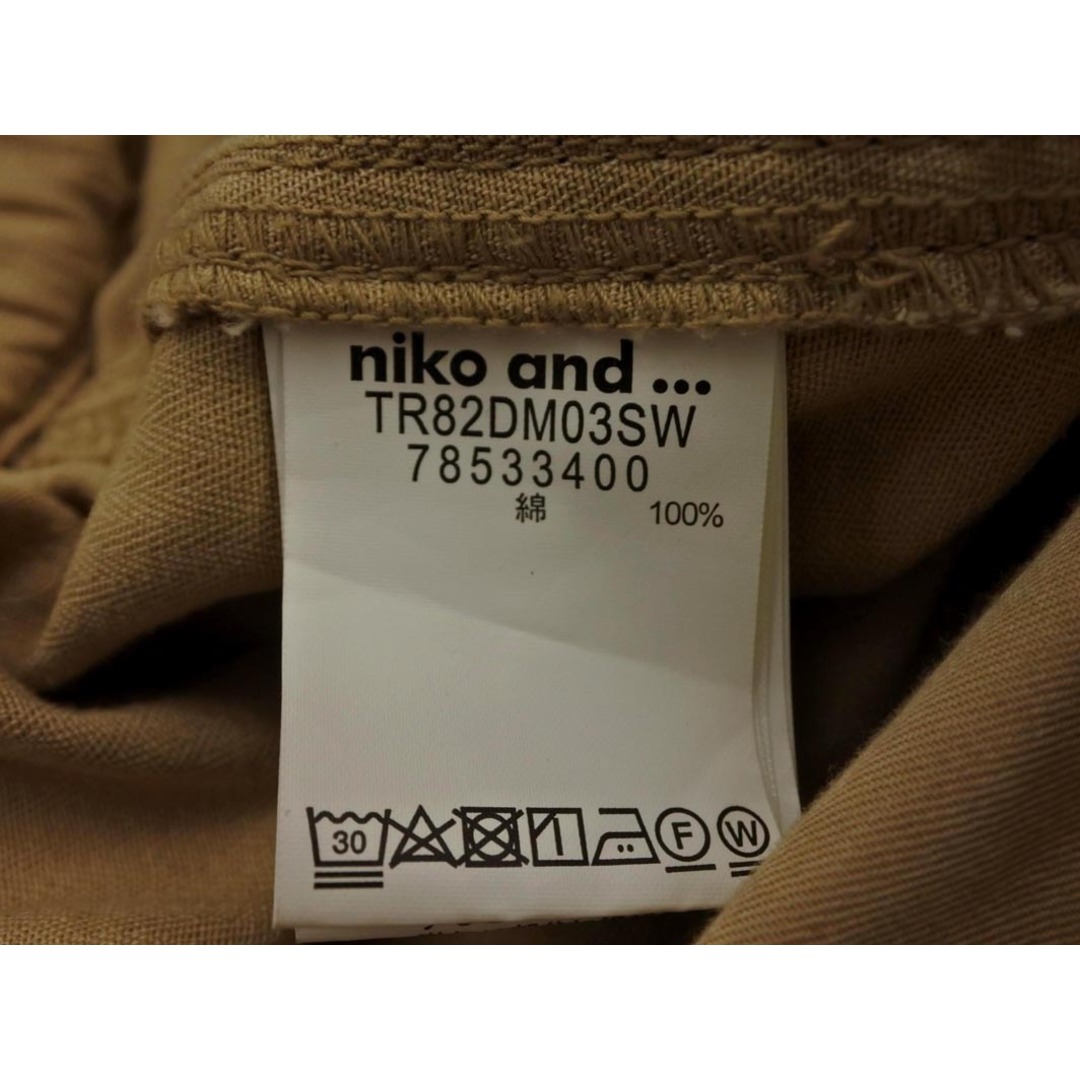 niko and ...
TR82DM03SW
78533400
綿 100%
30 F W